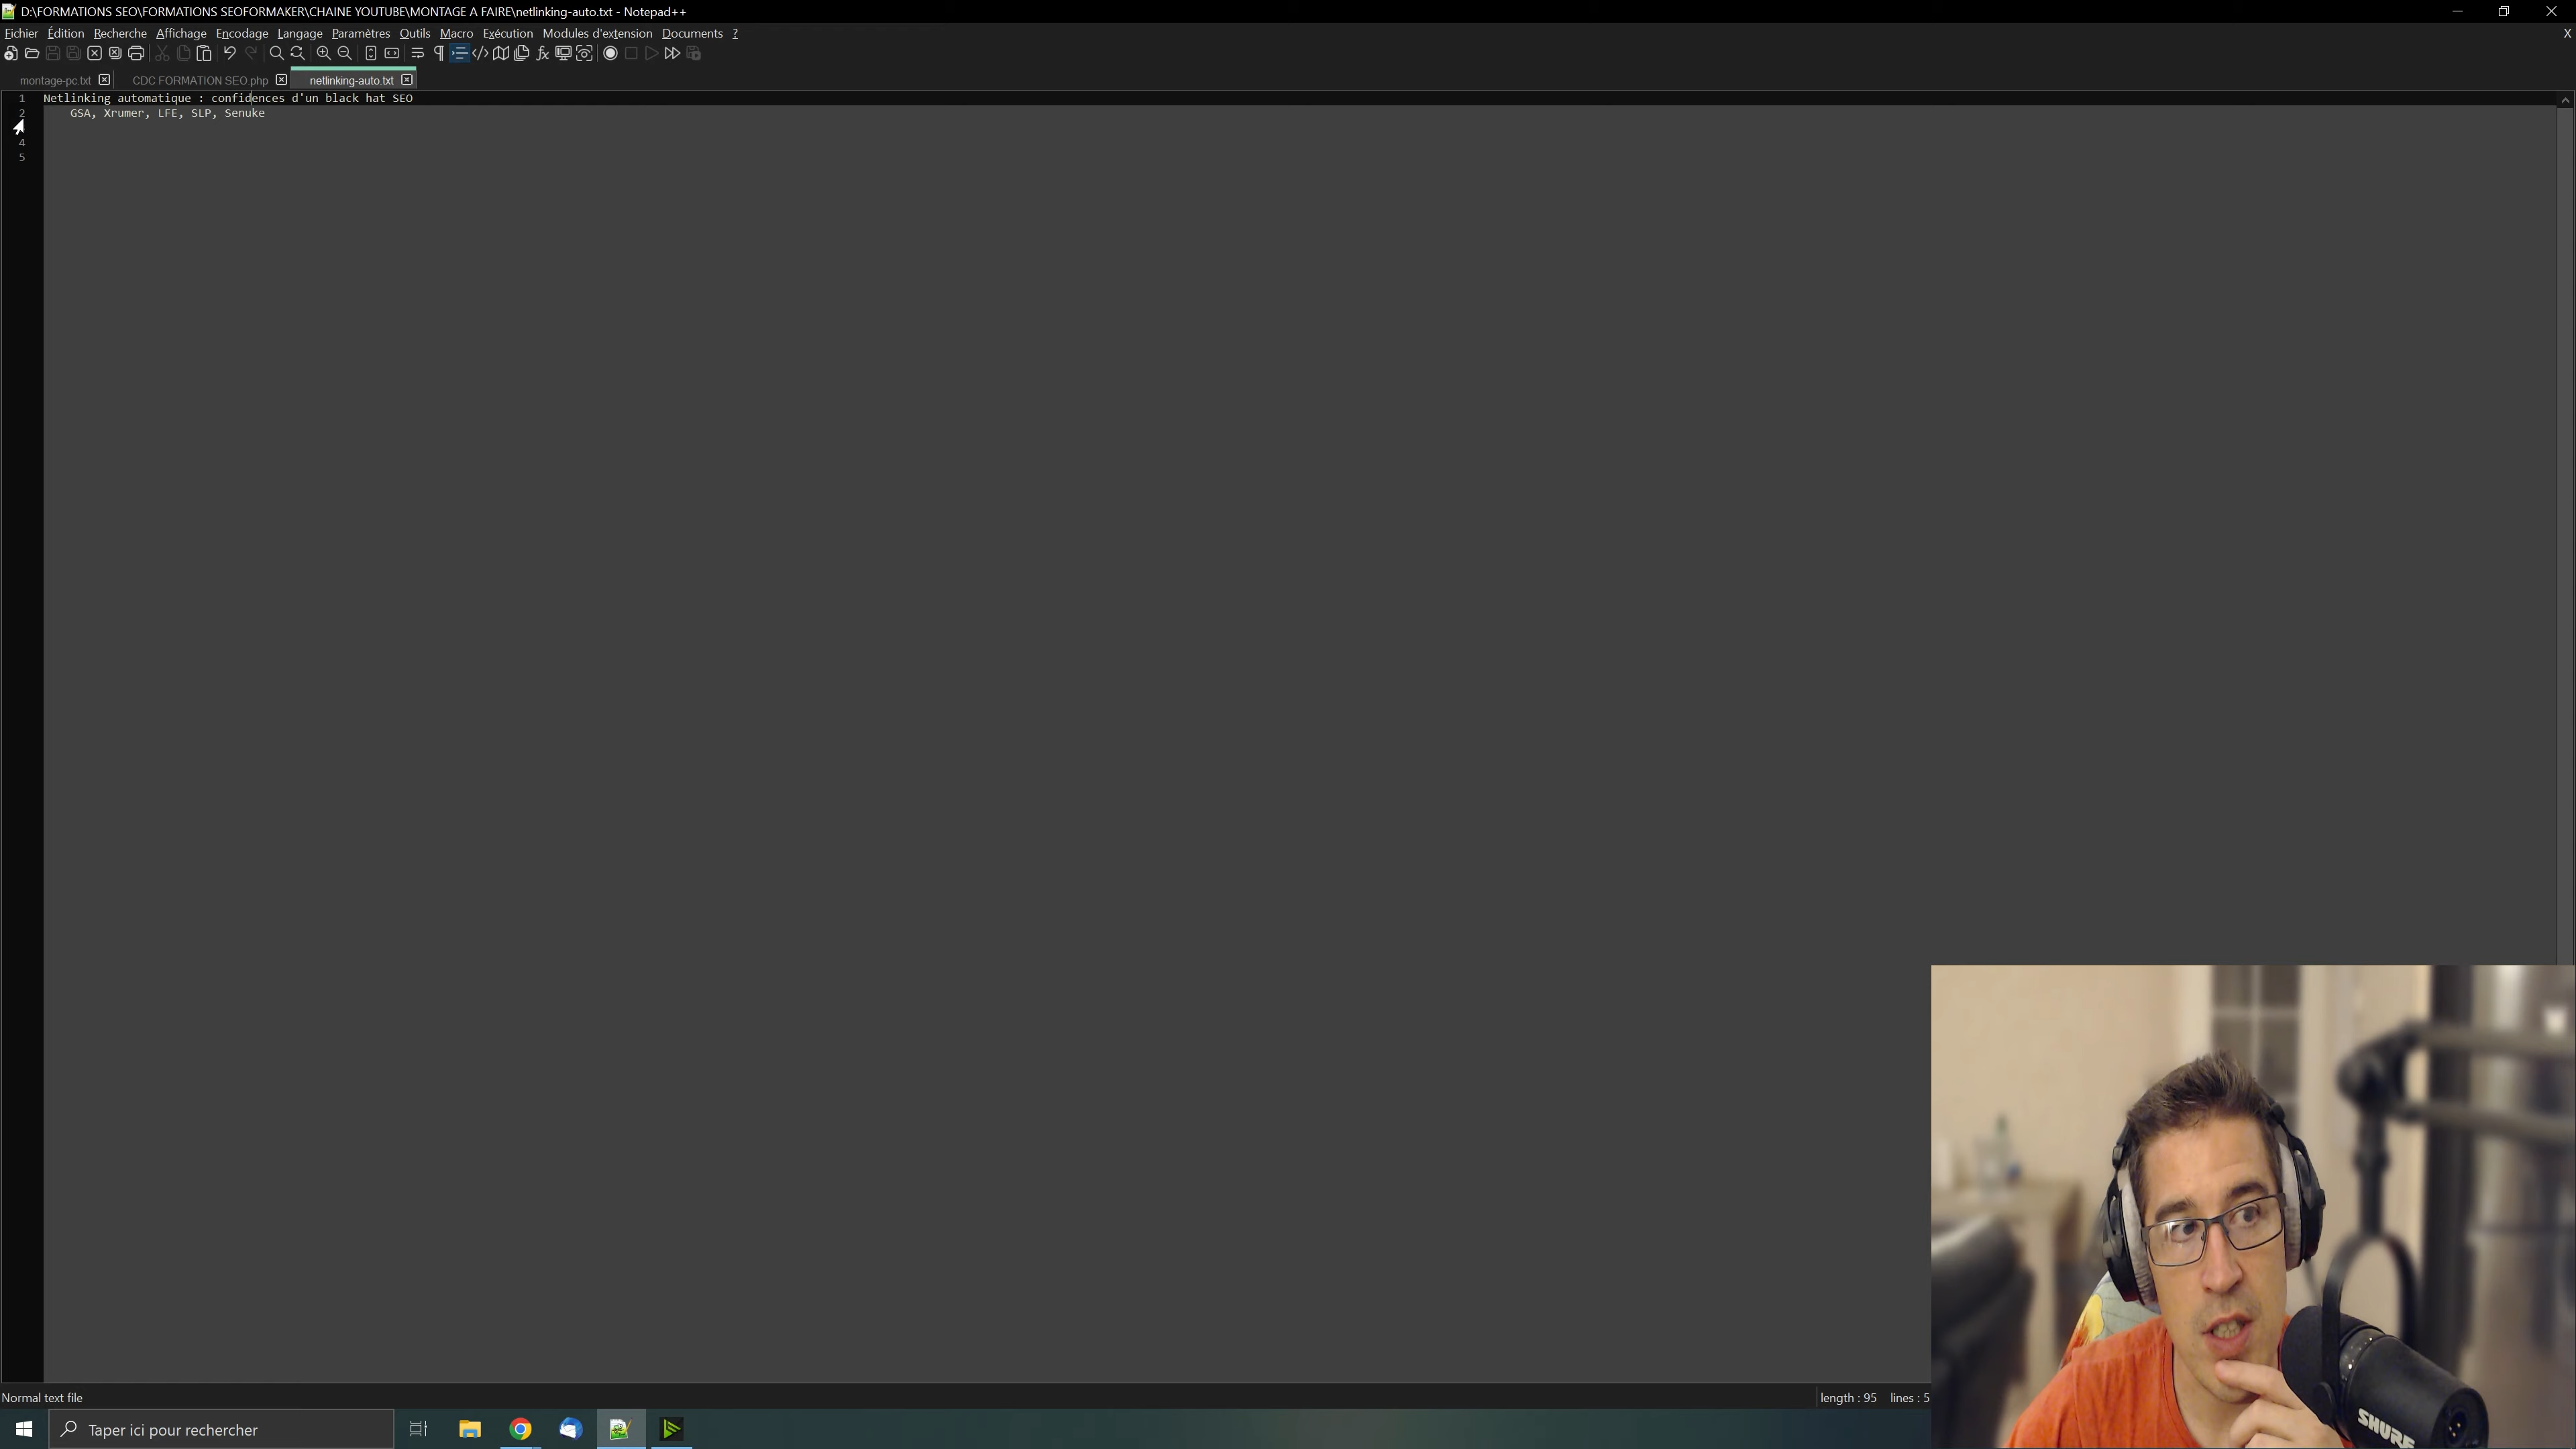 D:\FORMATIONS SEO\FORMATIONS SEOFORMAKER\CHAINE YOUTUBE\MONTAGE A FAIRE\netlinking-auto.txt - Notepad++
Fichier Édition Recherche Affichage Encodage Langage Paramètres Outils Macro Exécution Modules d'extension Documents ? X
montage-pc.txt CDC FORMATION SEO.php netlinking-auto.txt
1 Netlinking automatique : confidences d'un black hat SEO
2 GSA, Xrumer, LFE, SLP, Senuke
4
5
SHURE
Normal text file length : 95 lines : 5
Taper ici pour rechercher